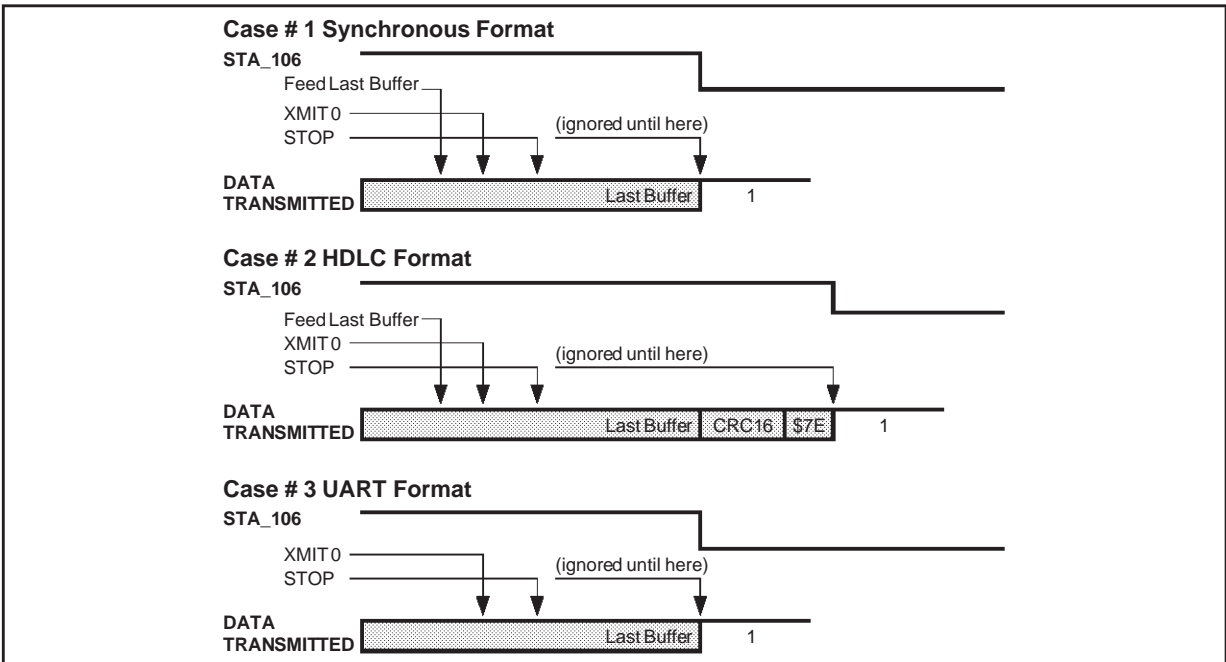 Case # 1 Synchronous Format
STA_106
Feed Last Buffer
XMIT 0
STOP
(ignored until here)
DATA
TRANSMITTED
Last Buffer
1
Case # 2 HDLC Format
STA_106
Feed Last Buffer
XMIT 0
STOP
(ignored until here)
DATA
TRANSMITTED
Last Buffer
CRC16
$7E
1
Case # 3 UART Format
STA_106
XMIT 0
STOP
(ignored until here)
DATA
TRANSMITTED
Last Buffer
1